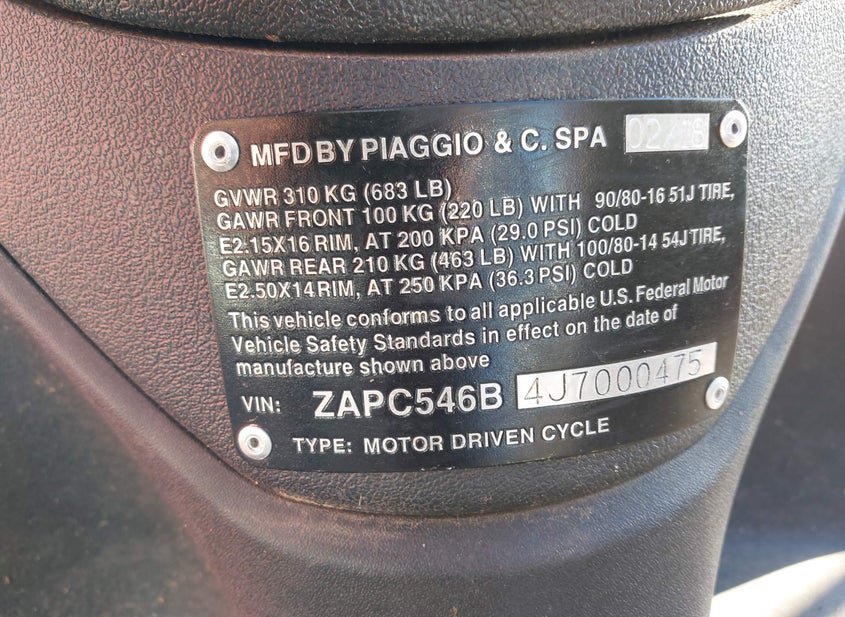 MFD BY PIAGGIO & C. SPA
GVWR 310 KG (683 LB)
GAWR FRONT 100 KG (220 LB) WITH 90/80-16 51J TIRE,
E2.15X16 RIM, AT 200 KPA (29.0 PSI) COLD
GAWR REAR 210 KG (463 LB) WITH 100/80-14 54J TIRE,
E2.50X14 RIM, AT 250 KPA (36.3 PSI) COLD
This vehicle conforms to all applicable U.S. Federal Motor
Vehicle Safety Standards in effect on the date of
manufacture shown above
VIN: ZAPC546B 4J7000475
TYPE: MOTOR DRIVEN CYCLE